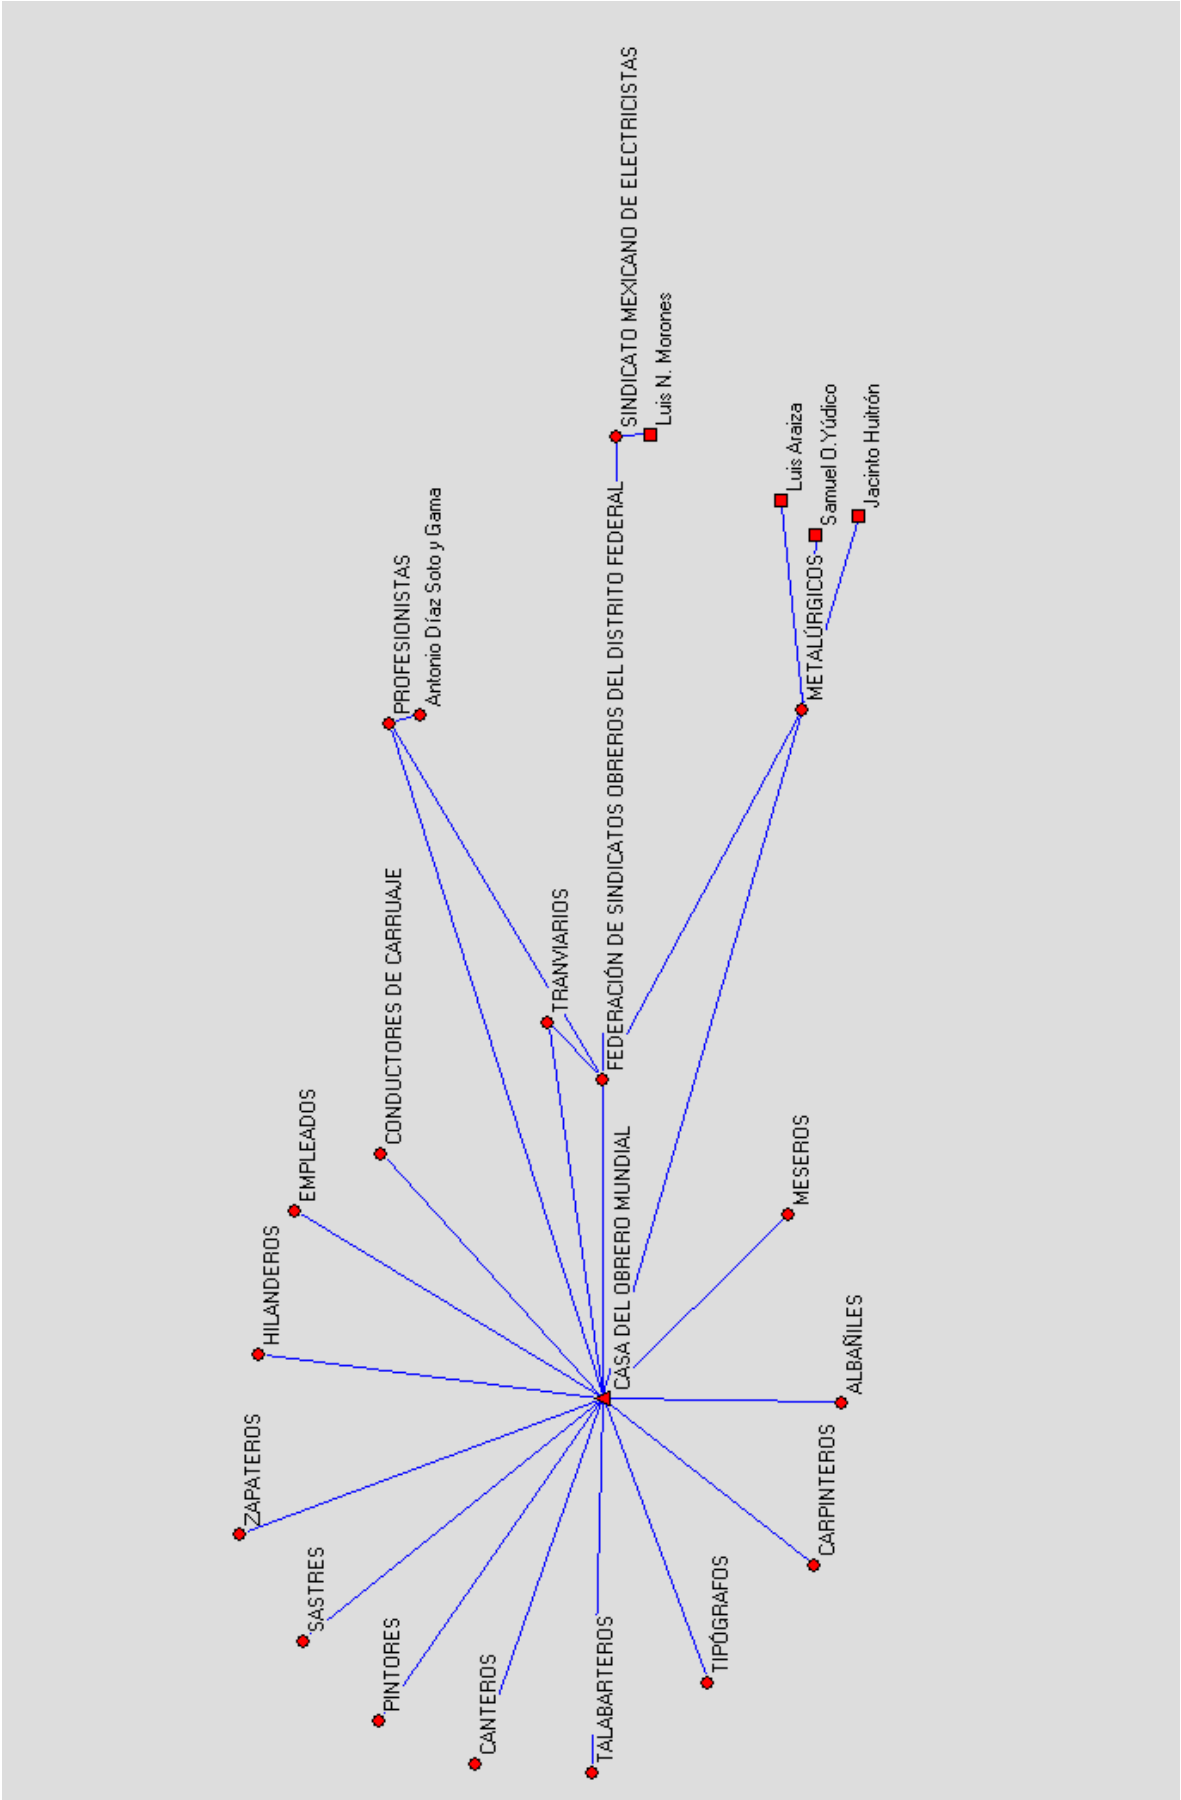 ZAPATEROS
HILANDEROS
EMPLEADOS
SASTRES
PINTORES
CONDUCTORES DE CARRUAJE
PROFESIONISTAS
Antonio Díaz Soto y Gama
CANTEROS
TRANVIARIOS
TALABARTEROS
FEDERACIÓN DE SINDICATOS OBREROS DEL DISTRITO FEDERAL
CASA DEL OBRERO MUNDIAL
SINDICATO MEXICANO DE ELECTRICISTAS
Luis N. Morones
TIPÓGRAFOS
Luis Araiza
MESEROS
METALÚRGICOS
CARPINTEROS
Samuel O.Yúdico
ALBAÑILES
Jacinto Huitrón